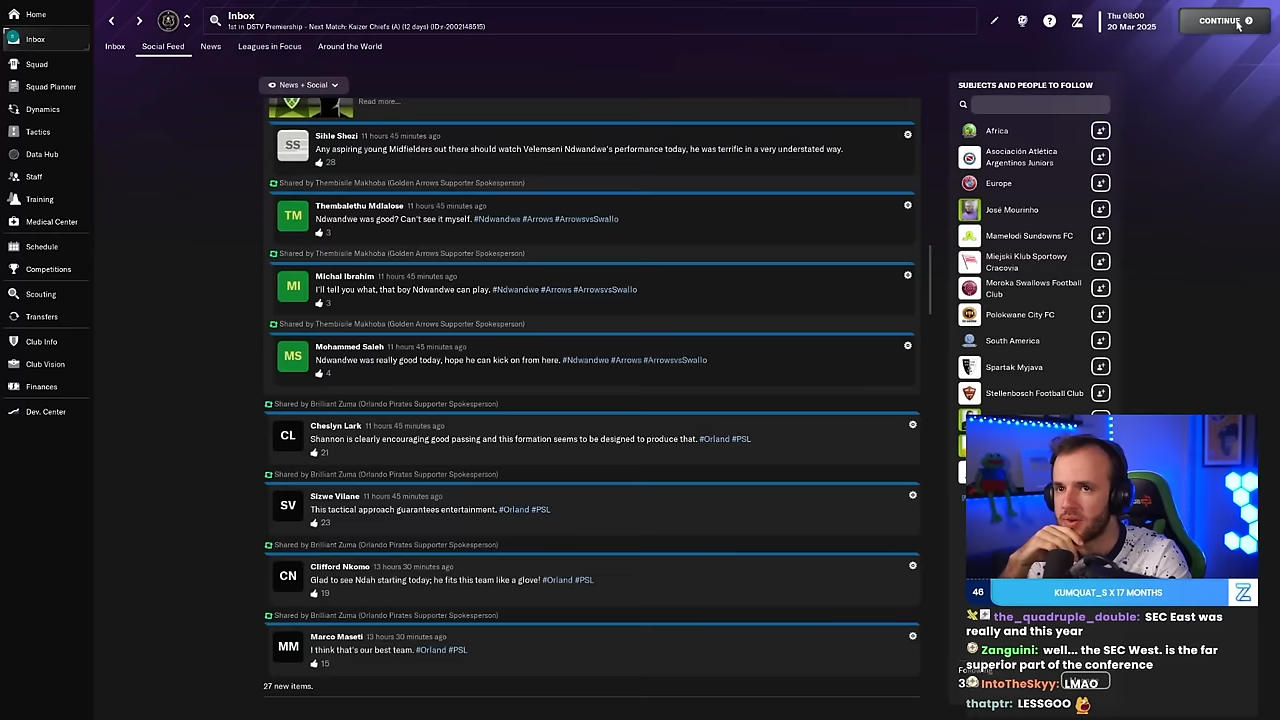 Home
Inbox
Squad
Squad Planner
Dynamics
Tactics
Data Hub
Staff
Training
Medical Center
Schedule
Competitions
Scouting
Transfers
Club Info
Club Vision
Finances
Dev. Center
Inbox
1st in DSTV Premiership - Next Match: Kaizer Chiefs (A) (12 days) (ID:r-2002148515)
Thu 08:00
20 Mar 2025
CONTINUE
Inbox
Social Feed
News
Leagues in Focus
Around the World
News + Social
Read more...
SS
Sihle Shozi 11 hours 45 minutes ago
Any aspiring young Midfielders out there should watch Velemseni Ndwandwe's performance today, he was terrific in a very understated way.
28
Shared by Thembisile Makhoba (Golden Arrows Supporter Spokesperson)
TM
Thembalethu Mdlalose 11 hours 45 minutes ago
Ndwandwe was good? Can't see it myself. #Ndwandwe #Arrows #ArrowsvsSwallo
3
Shared by Thembisile Makhoba (Golden Arrows Supporter Spokesperson)
MI
Michal Ibrahim 11 hours 45 minutes ago
I'll tell you what, that boy Ndwandwe can play. #Ndwandwe #Arrows #ArrowsvsSwallo
3
Shared by Thembisile Makhoba (Golden Arrows Supporter Spokesperson)
MS
Mohammed Saleh 11 hours 45 minutes ago
Ndwandwe was really good today, hope he can kick on from here. #Ndwandwe #Arrows #ArrowsvsSwallo
4
Shared by Brilliant Zuma (Orlando Pirates Supporter Spokesperson)
CL
Cheslyn Lark 11 hours 45 minutes ago
Shannon is clearly encouraging good passing and this formation seems to be designed to produce that. #Orland #PSL
21
Shared by Brilliant Zuma (Orlando Pirates Supporter Spokesperson)
SV
Sizwe Vilane 11 hours 45 minutes ago
This tactical approach guarantees entertainment. #Orland #PSL
23
Shared by Brilliant Zuma (Orlando Pirates Supporter Spokesperson)
CN
Clifford Nkomo 13 hours 30 minutes ago
Glad to see Ndah starting today; he fits this team like a glove! #Orland #PSL
19
Shared by Brilliant Zuma (Orlando Pirates Supporter Spokesperson)
MM
Marco Maseti 13 hours 30 minutes ago
I think that's our best team. #Orland #PSL
15
27 new items.
SUBJECTS AND PEOPLE TO FOLLOW
Africa
Asociación Atlética
Argentinos Juniors
Europe
José Mourinho
Mamelodi Sundowns FC
Miejski Klub Sportowy
Cracovia
Moroka Swallows Football
Club
Polokwane City FC
South America
Spartak Myjava
Stellenbosch Football Club
46
KUMQUAT_S X 17 MONTHS
the_quadruple_double: SEC East was
really and this year
Zanguini: well... the SEC West. is the far
superior part of the conference
IntoTheSkyy: LMAO
thatptr: LESSGOO